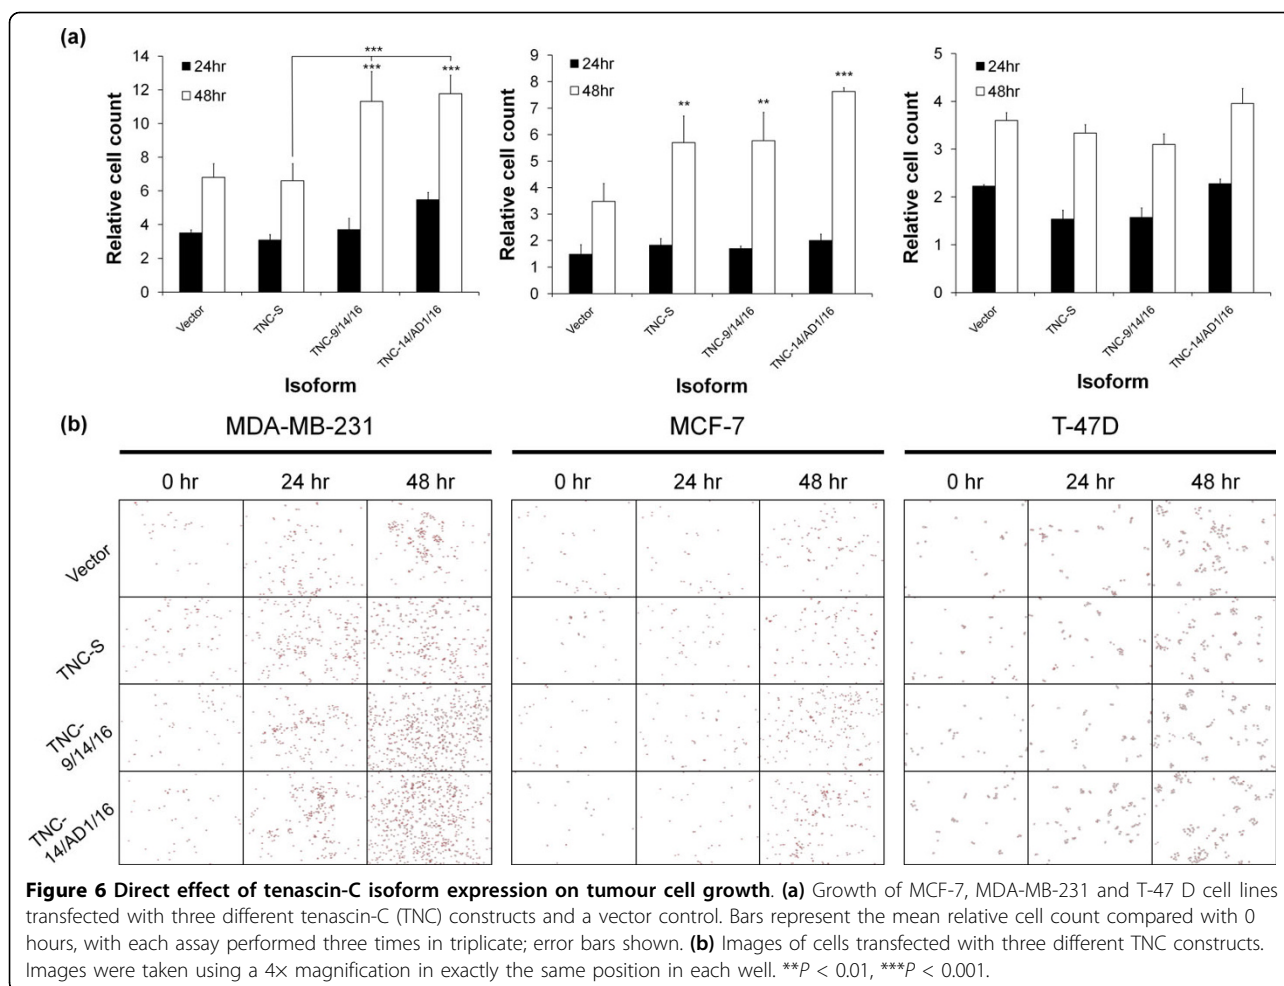 (a)
14
12
10
8
6
4
2
0
Relative cell count
24hr
48hr
***
***
***
Vector
TNC-S
TNC-9/14/16
TNC-14/AD1/16
Isoform
9
8
7
6
5
4
3
2
1
0
Relative cell count
24hr
48hr
**
**
***
Vector
TNC-S
TNC-9/14/16
TNC-14/AD1/16
Isoform
5
4
3
2
1
0
Relative cell count
24hr
48hr
Vector
TNC-S
TNC-9/14/16
TNC-14/AD1/16
Isoform
(b)
MDA-MB-231 MCF-7 T-47D
0 hr 24 hr 48 hr 0 hr 24 hr 48 hr 0 hr 24 hr 48 hr
Vector
TNC-S
TNC-
9/14/16
TNC-
14/AD1/16
Figure 6 Direct effect of tenascin-C isoform expression on tumour cell growth. (a) Growth of MCF-7, MDA-MB-231 and T-47 D cell lines
transfected with three different tenascin-C (TNC) constructs and a vector control. Bars represent the mean relative cell count compared with 0
hours, with each assay performed three times in triplicate; error bars shown. (b) Images of cells transfected with three different TNC constructs.
Images were taken using a 4× magnification in exactly the same position in each well. **P < 0.01, ***P < 0.001.